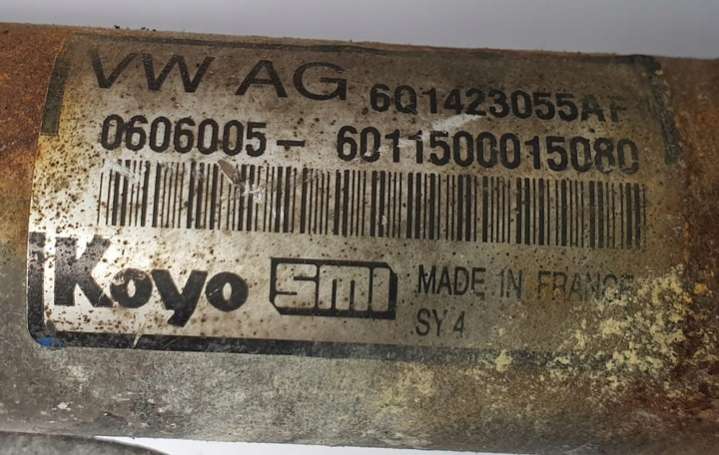 VW AG 6Q1423055AF
0606005- 6011500015080
Koyo SMI MADE IN FRANCE
SY 4